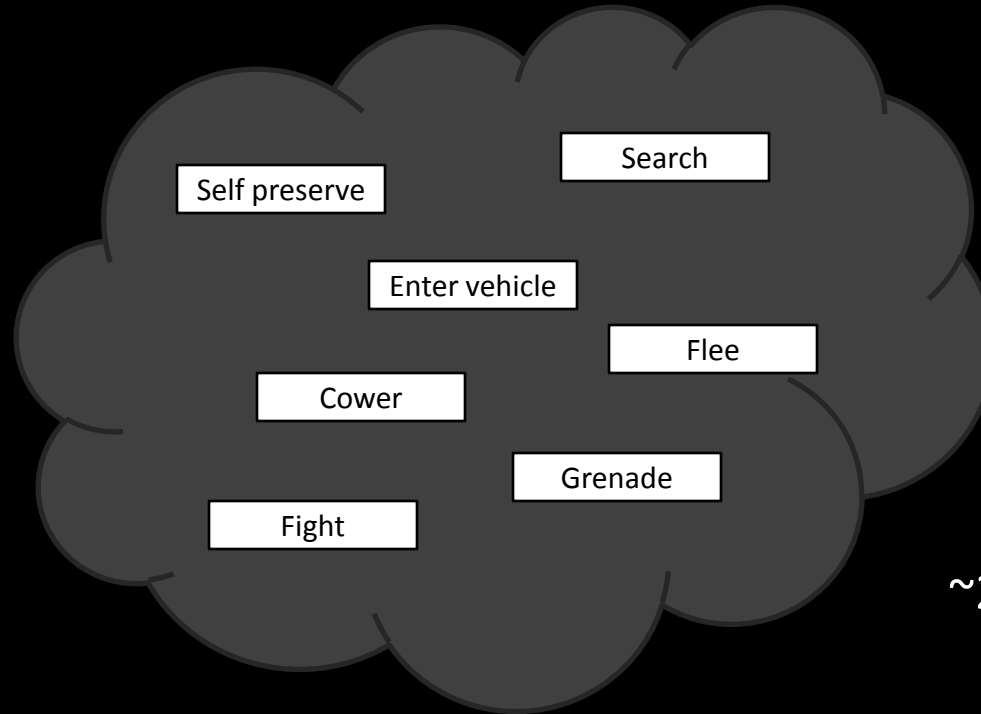 Search
Self preserve
Enter vehicle
Flee
Cower
Grenade
Fight